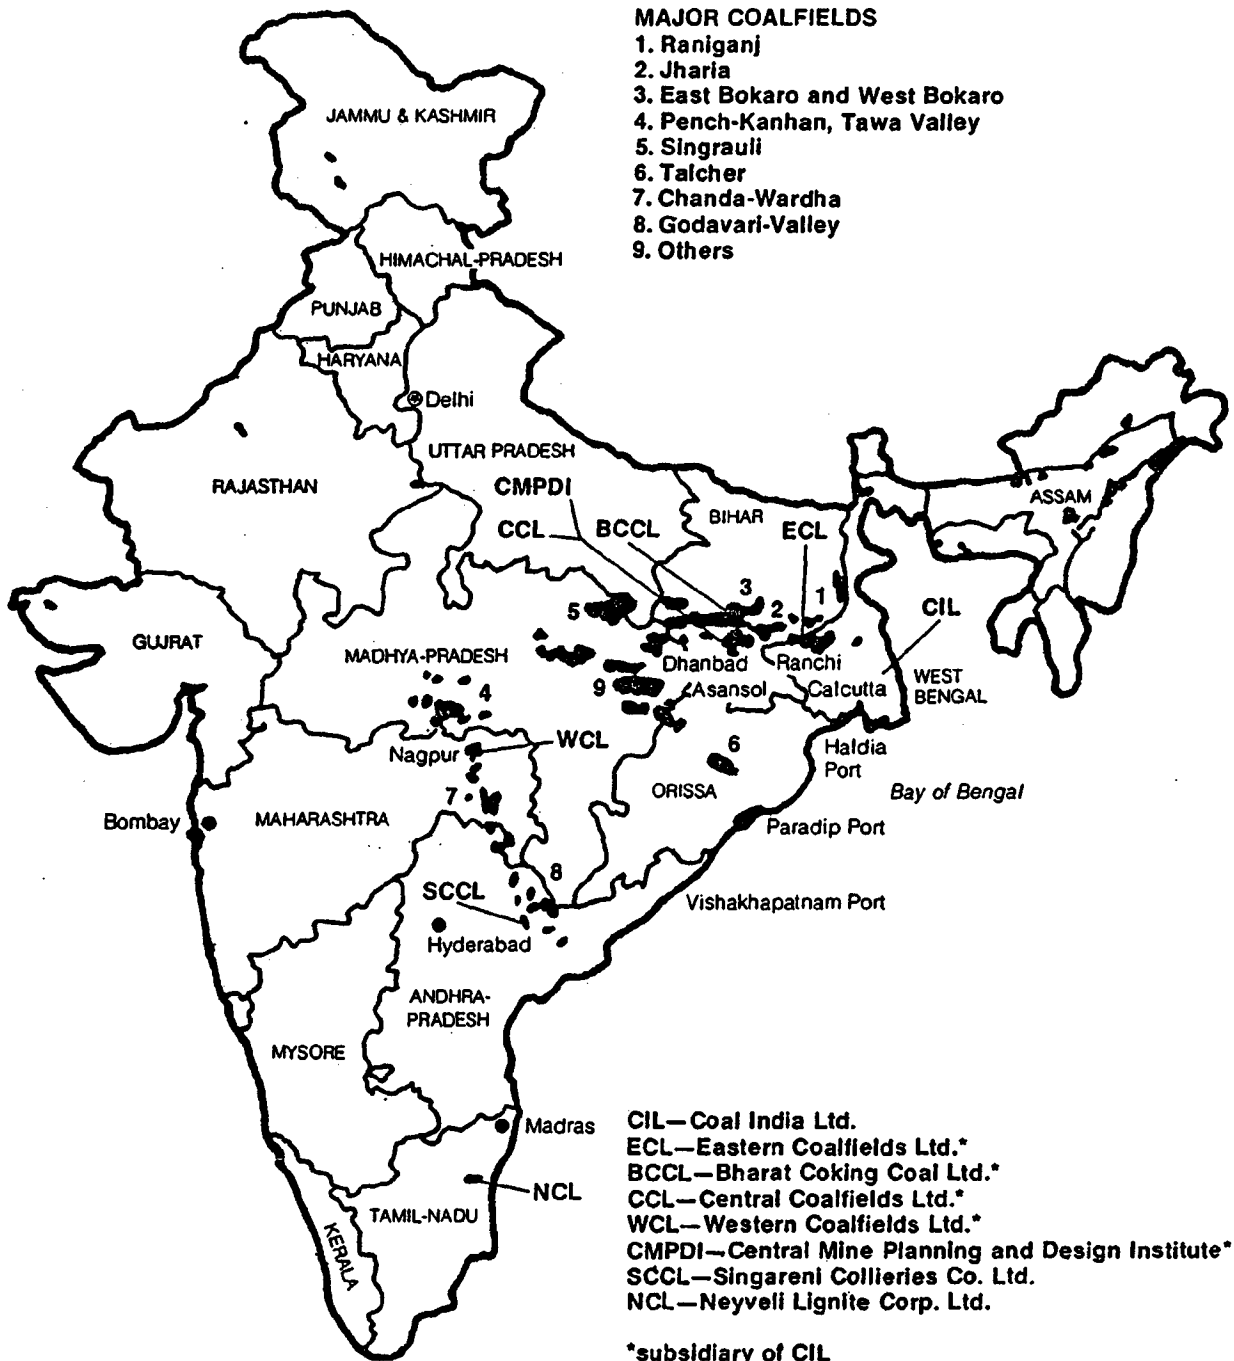 MAJOR COALFIELDS
1. Raniganj
2. Jharia
3. East Bokaro and West Bokaro
4. Pench-Kanhan, Tawa Valley
5. Singrauli
6. Talcher
7. Chanda-Wardha
8. Godavari-Valley
9. Others
JAMMU & KASHMIR
HIMACHAL-PRADESH
PUNJAB
HARYANA
Delhi
UTTAR PRADESH
RAJASTHAN
CMPDI
CCL
BCCL
BIHAR
ECL
ASSAM
CIL
GUJRAT
MADHYA-PRADESH
5
3
2
1
Dhanbad
Ranchi
9
Asansol
Calcutta
WEST
BENGAL
4
Nagpur
WCL
6
Haldia
Port
ORISSA
Bay of Bengal
7
Bombay
MAHARASHTRA
Paradip Port
8
SCCL
Vishakhapatnam Port
Hyderabad
ANDHRA-
PRADESH
MYSORE
Madras
NCL
TAMIL-NADU
KERALA
CIL—Coal India Ltd.
ECL—Eastern Coalfields Ltd.*
BCCL—Bharat Coking Coal Ltd.*
CCL—Central Coalfields Ltd.*
WCL—Western Coalfields Ltd.*
CMPDI—Central Mine Planning and Design Institute*
SCCL—Singareni Collieries Co. Ltd.
NCL—Neyveli Lignite Corp. Ltd.
*subsidiary of CIL